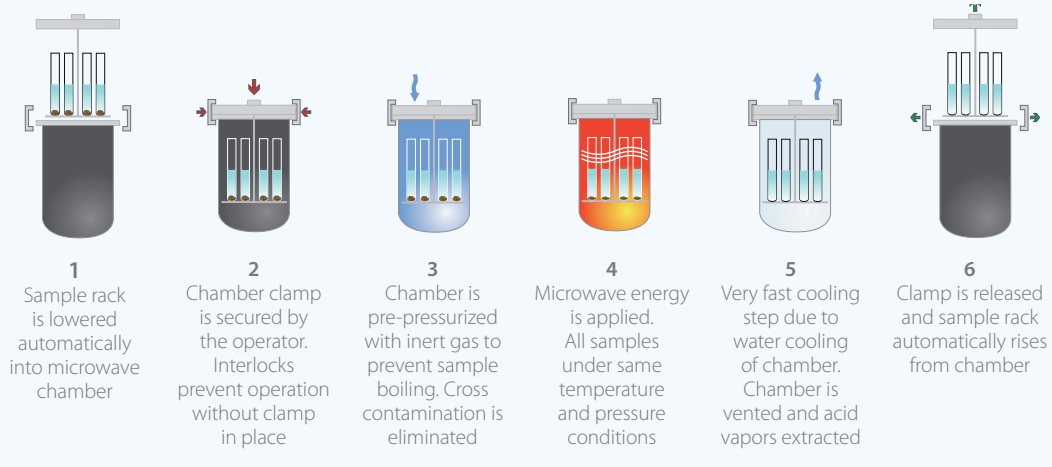 1
Sample rack
is lowered
automatically
into microwave
chamber
2
Chamber clamp
is secured by
the operator.
Interlocks
prevent operation
without clamp
in place
3
Chamber is
pre-pressurized
with inert gas to
prevent sample
boiling. Cross
contamination is
eliminated
4
Microwave energy
is applied.
All samples
under same
temperature
and pressure
conditions
5
Very fast cooling
step due to
water cooling
of chamber.
Chamber is
vented and acid
vapors extracted
6
Clamp is released
and sample rack
automatically rises
from chamber